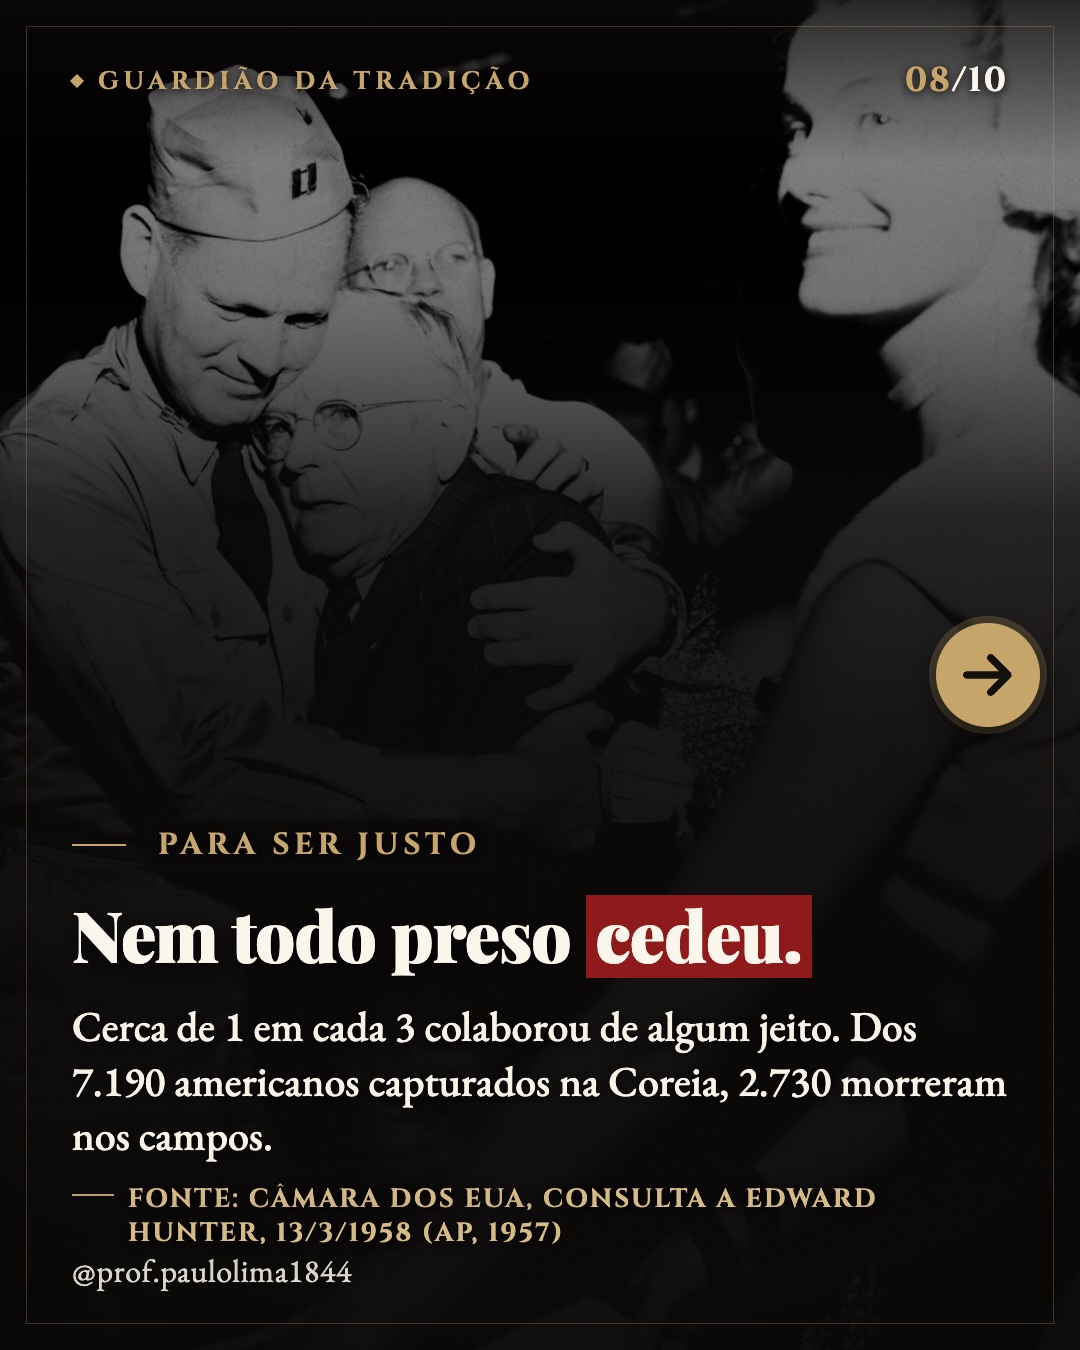 GUARDIÃO DA TRADIÇÃO
08/10
PARA SER JUSTO
Nem todo preso cedeu.
Cerca de 1 em cada 3 colaborou de algum jeito. Dos
7.190 americanos capturados na Coreia, 2.730 morreram
nos campos.
FONTE: CÂMARA DOS EUA, CONSULTA A EDWARD
HUNTER, 13/3/1958 (AP, 1957)
@prof.paulolima1844